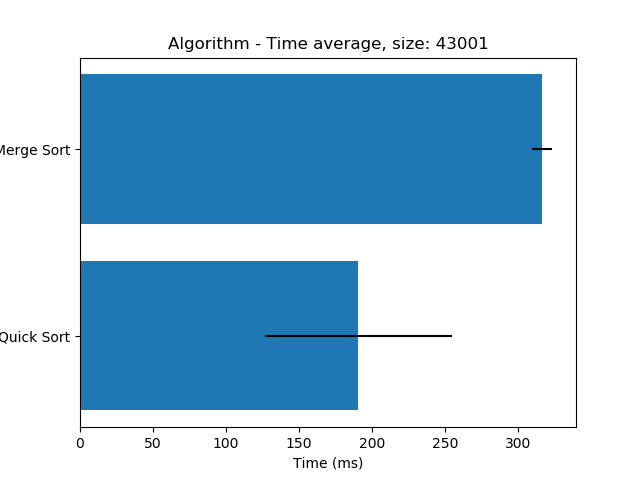 Algorithm - Time average, size: 43001
Merge Sort
Quick Sort
0 50 100 150 200 250 300
Time (ms)